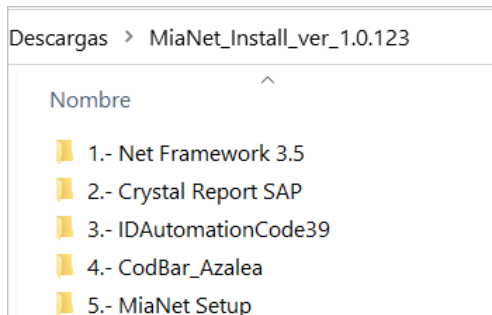 Descargas > MiaNet_Install_ver_1.0.123
Nombre
1.- Net Framework 3.5
2.- Crystal Report SAP
3.- IDAutomationCode39
4.- CodBar_Azalea
5.- MiaNet Setup